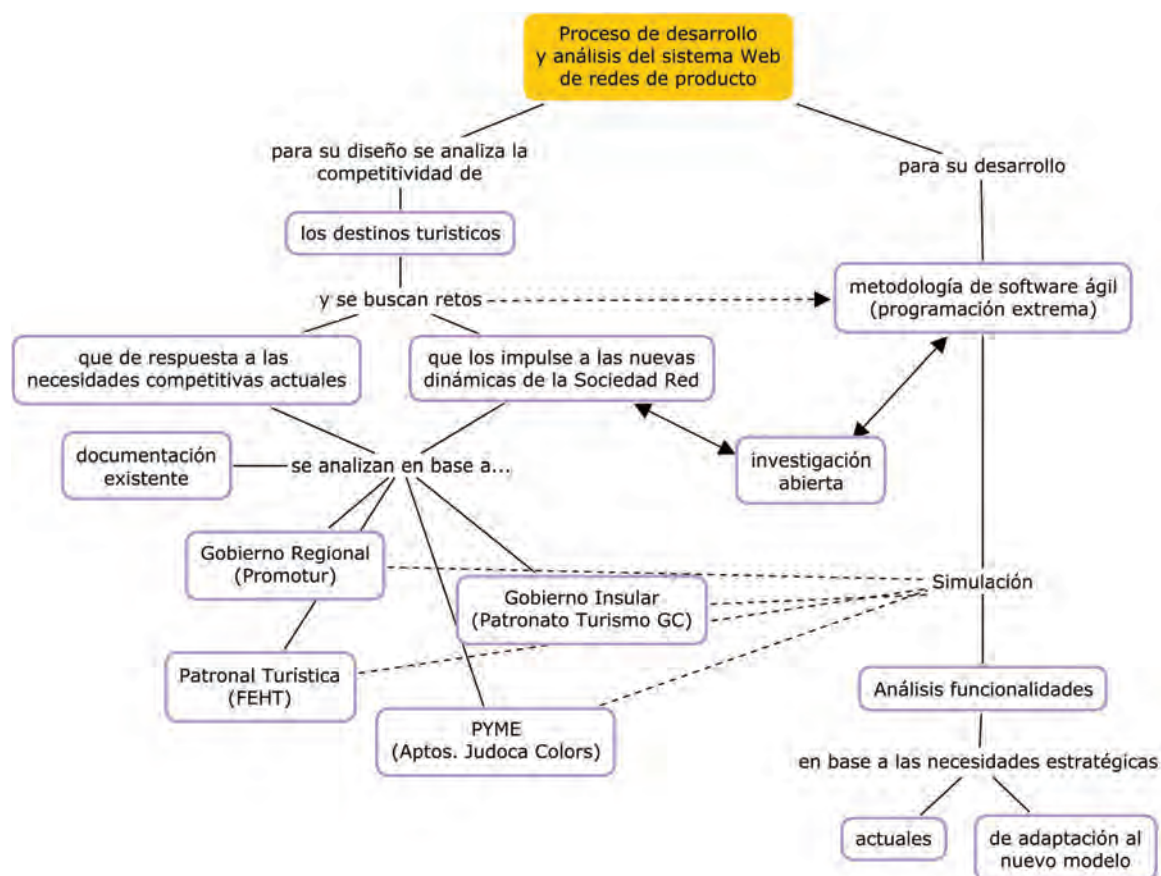 Proceso de desarrollo
y análisis del sistema Web
de redes de producto
para su diseño se analiza la
competitividad de
para su desarrollo
los destinos turisticos
y se buscan retos
metodología de software ágil
(programación extrema)
que de respuesta a las
necesidades competitivas actuales
que los impulse a las nuevas
dinámicas de la Sociedad Red
documentación
existente
se analizan en base a...
investigación
abierta
Gobierno Regional
(Promotur)
Gobierno Insular
(Patronato Turismo GC)
Simulación
Patronal Turística
(FEHT)
PYME
(Aptos. Judoca Colors)
Análisis funcionalidades
en base a las necesidades estratégicas
actuales
de adaptación al
nuevo modelo